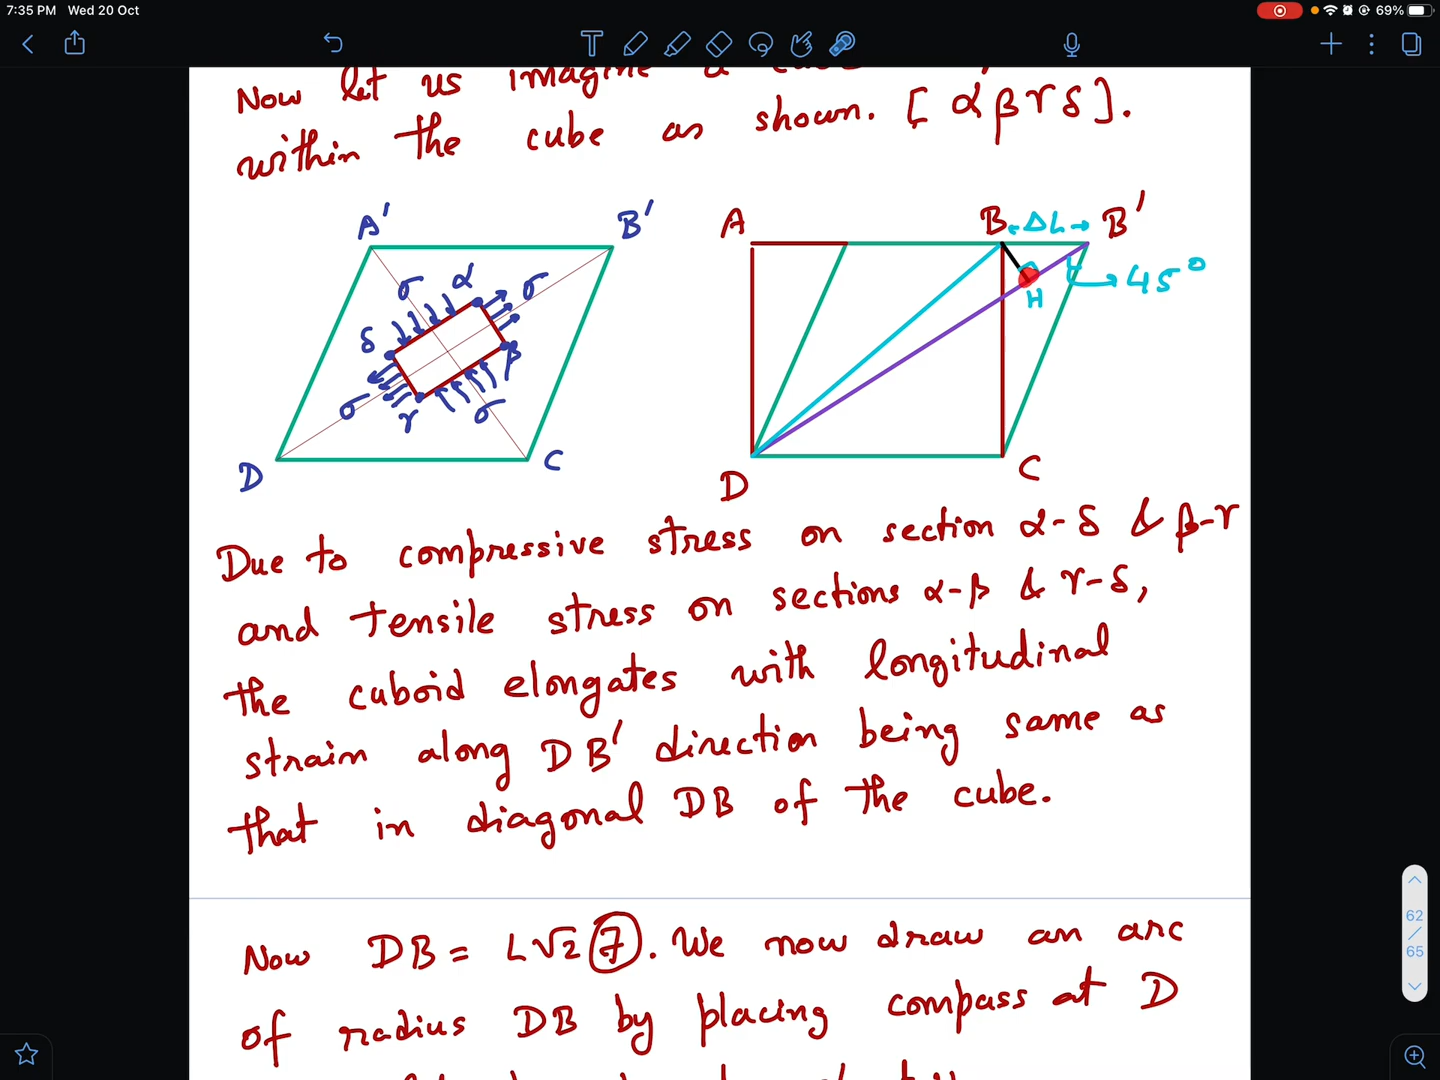 7:35 PM Wed 20 Oct
69%
Now let us imagine a
within the cube as shown. [ α β γ δ ].
A'
B'
σ
α
σ
δ
β
σ
γ
σ
D
C
A
B
ΔL
B'
45°
H
D
C
Due to compressive stress on section α-δ & β-γ
and tensile stress on sections α-β & γ-δ,
the cuboid elongates with longitudinal
strain along DB' direction being same as
that in diagonal DB of the cube.
Now DB = L√2 (7). We now draw an arc
of radius DB by placing compass at D
62
/
65